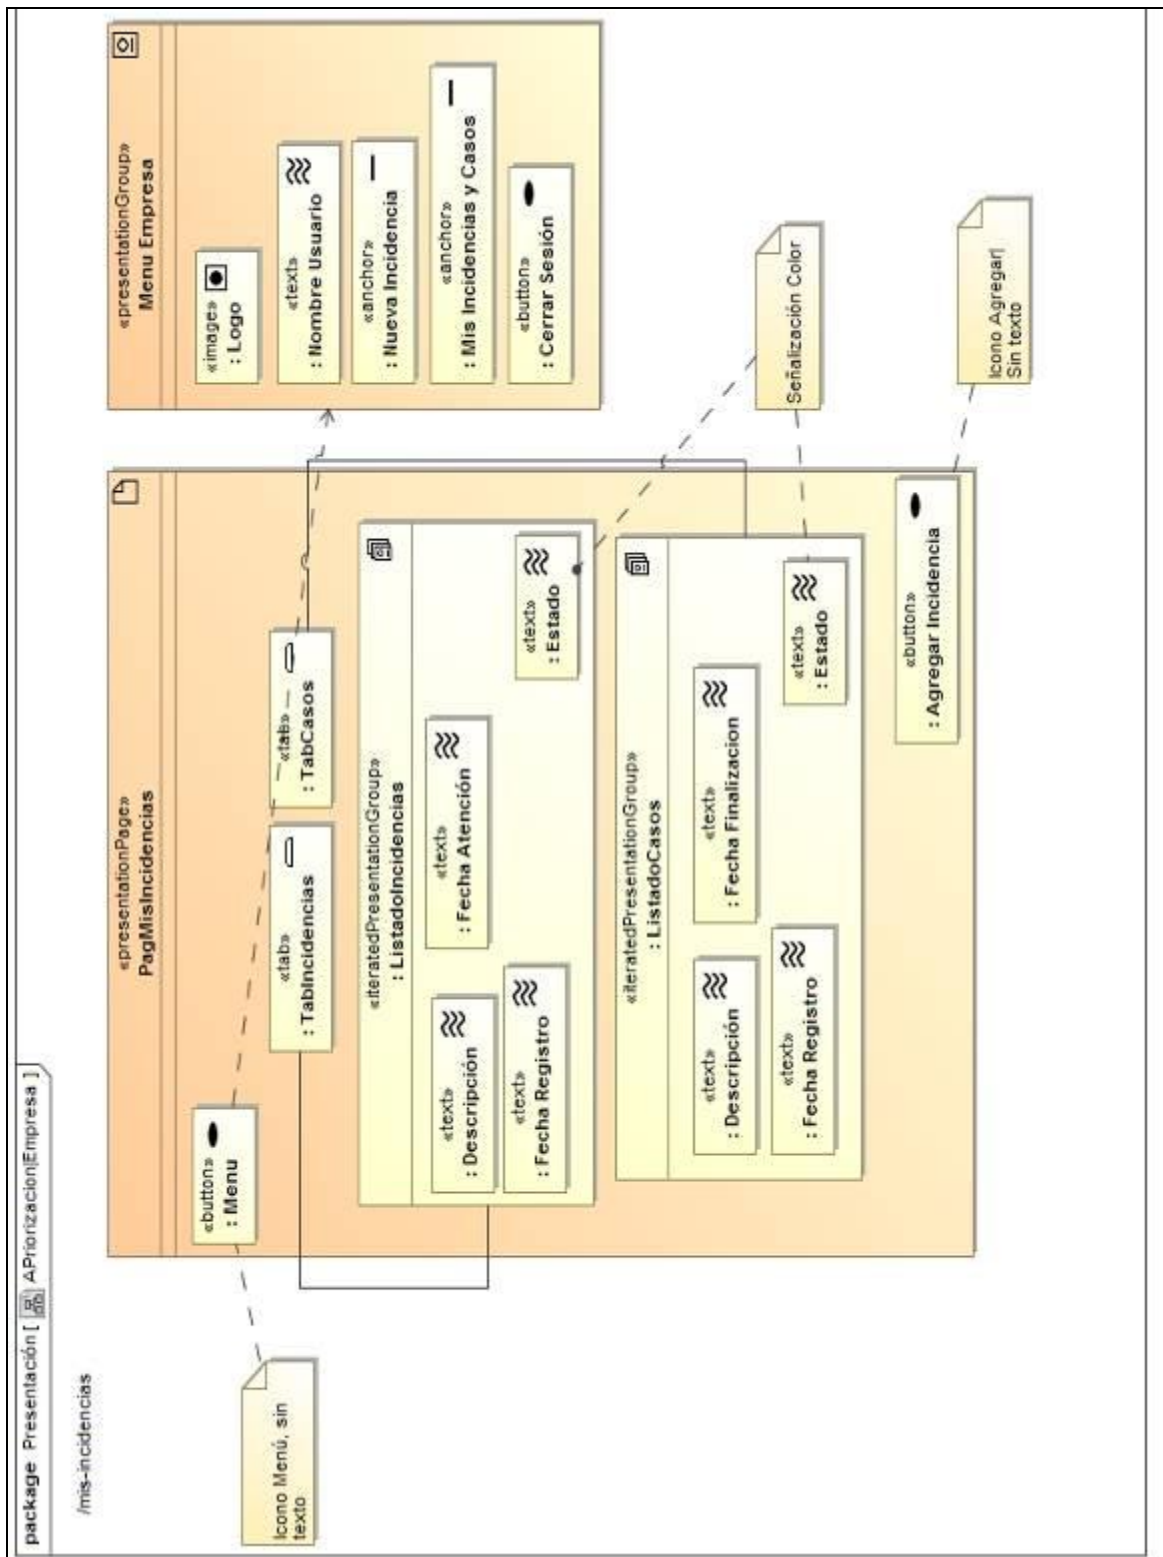 package Presentación [ APriorizacion|Empresa ]
/mis-incidencias
Icono Menú, sin
texto
«presentationPage»
PagMisIncidencias
«button»
: Menu
«tab»
: TabIncidencias
«tab»
: TabCasos
«iteratedPresentationGroup»
: ListadoIncidencias
«text»
: Descripción
«text»
: Fecha Atención
«text»
: Fecha Registro
«text»
: Estado
«iteratedPresentationGroup»
: ListadoCasos
«text»
: Descripción
«text»
: Fecha Finalizacion
«text»
: Fecha Registro
«text»
: Estado
«button»
: Agregar Incidencia
«presentationGroup»
Menu Empresa
«image»
: Logo
«text»
: Nombre Usuario
«anchor»
: Nueva Incidencia
«anchor»
: Mis Incidencias y Casos
«button»
: Cerrar Sesión
Señalización Color
Icono Agregar|
Sin texto